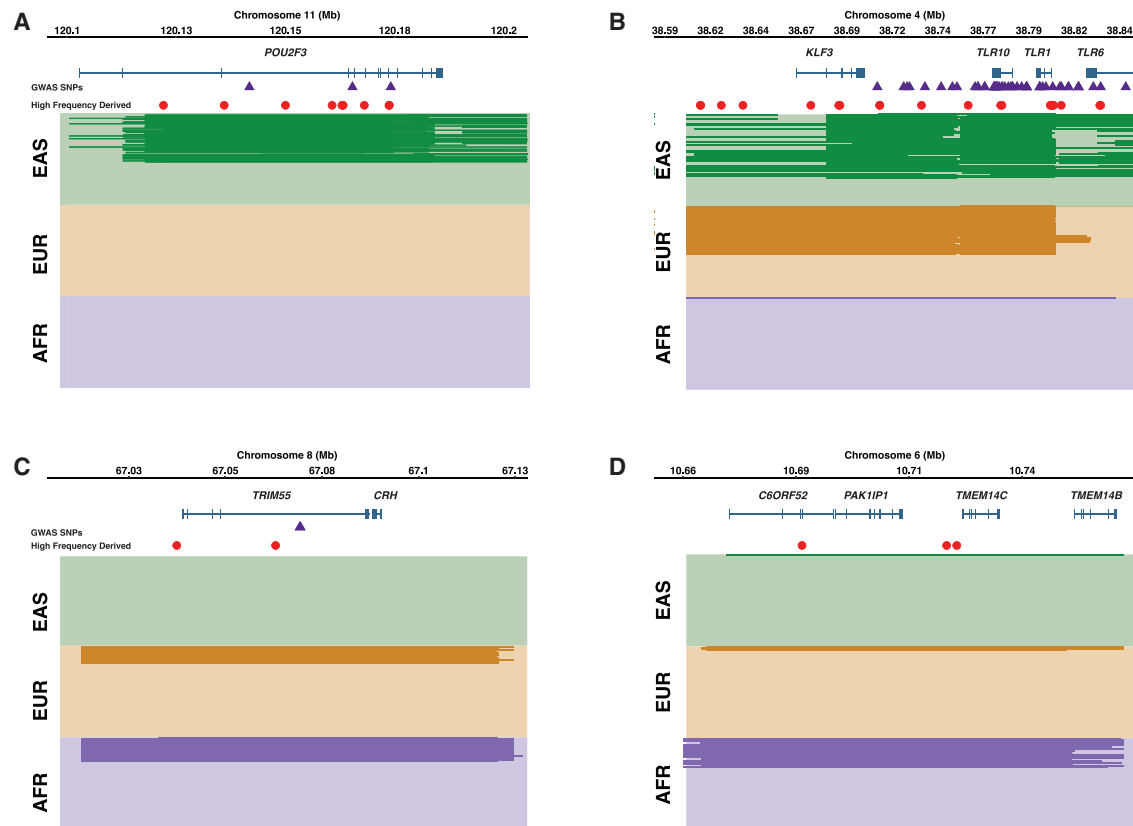 A
Chromosome 11 (Mb)
120.1 120.13 120.15 120.18 120.2
POU2F3
GWAS SNPs
High Frequency Derived
EAS
EUR
AFR
B
Chromosome 4 (Mb)
38.59 38.62 38.64 38.67 38.69 38.72 38.74 38.77 38.79 38.82 38.84
KLF3 TLR10 TLR1 TLR6
EAS
EUR
AFR
C
Chromosome 8 (Mb)
67.03 67.05 67.08 67.1 67.13
TRIM55 CRH
GWAS SNPs
High Frequency Derived
EAS
EUR
AFR
D
Chromosome 6 (Mb)
10.66 10.69 10.71 10.74
C6ORF52 PAK1IP1 TMEM14C TMEM14B
EAS
EUR
AFR